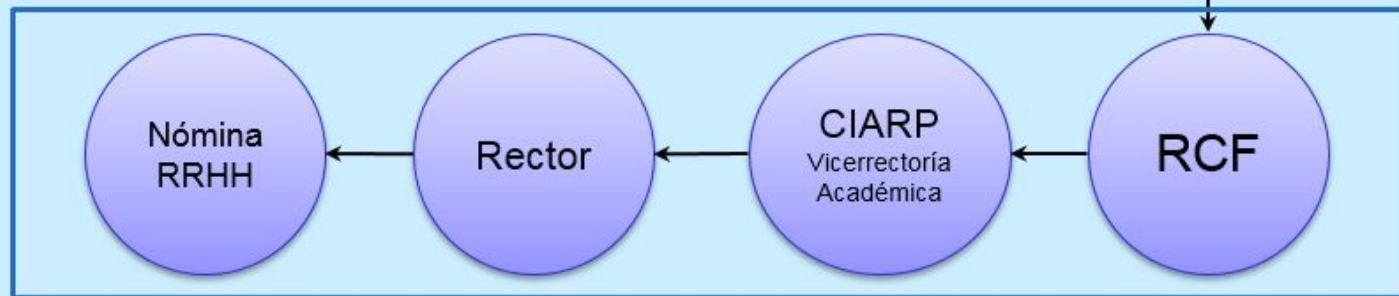 Nómina
RRHH
Rector
CIARP
Vicerrectoría
Académica
RCF